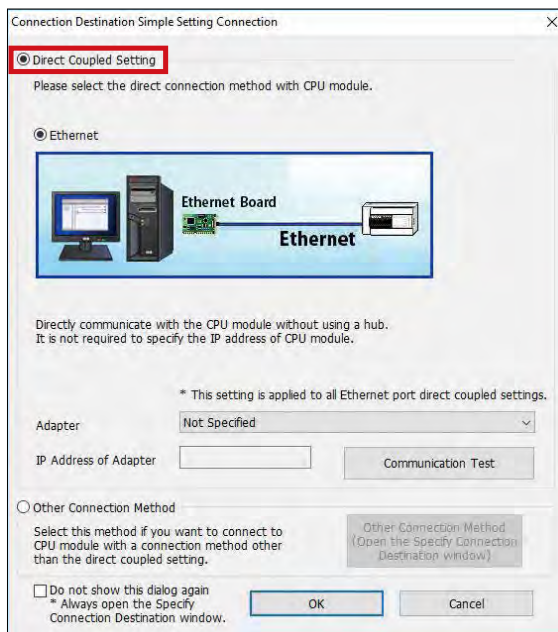 Connection Destination Simple Setting Connection
Direct Coupled Setting
Please select the direct connection method with CPU module.
Ethernet
Ethernet Board
Ethernet
Directly communicate with the CPU module without using a hub.
It is not required to specify the IP address of CPU module.
* This setting is applied to all Ethernet port direct coupled settings.
Adapter
Not Specified
IP Address of Adapter
Communication Test
Other Connection Method
Select this method if you want to connect to
CPU module with a connection method other
than the direct coupled setting.
Other Connection Method
(Open the Specify Connection
Destination window)
Do not show this dialog again
* Always open the Specify
Connection Destination window.
OK
Cancel